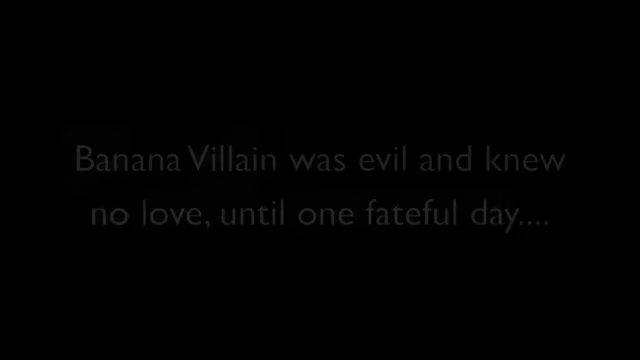 Banana Villain was evil and knew
no love, until one fateful day....